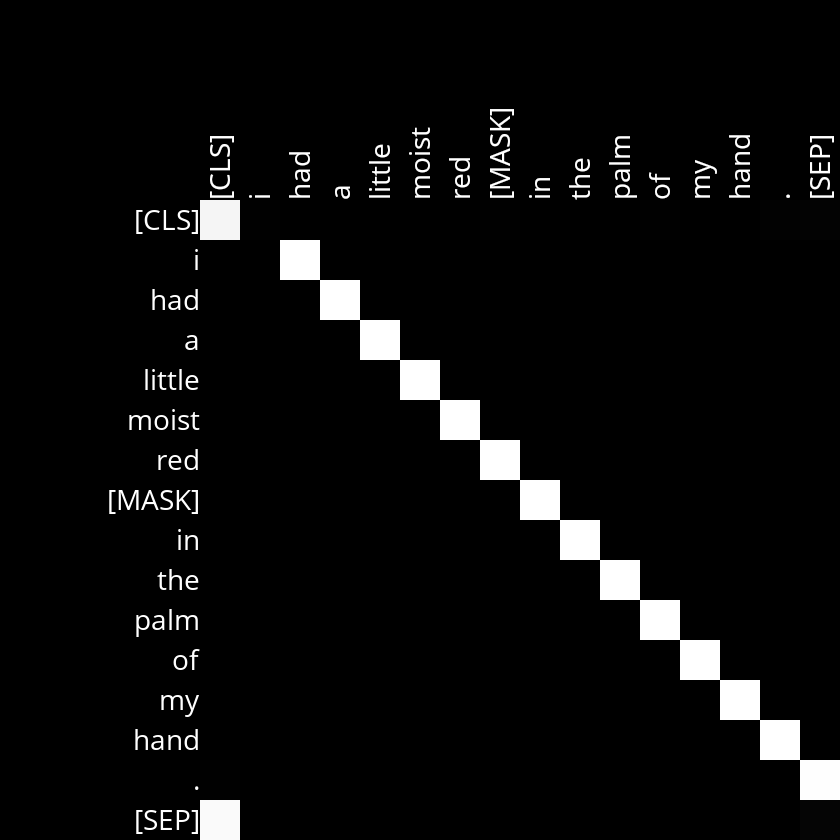 [CLS] i had a little moist red [MASK] in the palm of my hand . [SEP]
[CLS]
i
had
a
little
moist
red
[MASK]
in
the
palm
of
my
hand
.
[SEP]